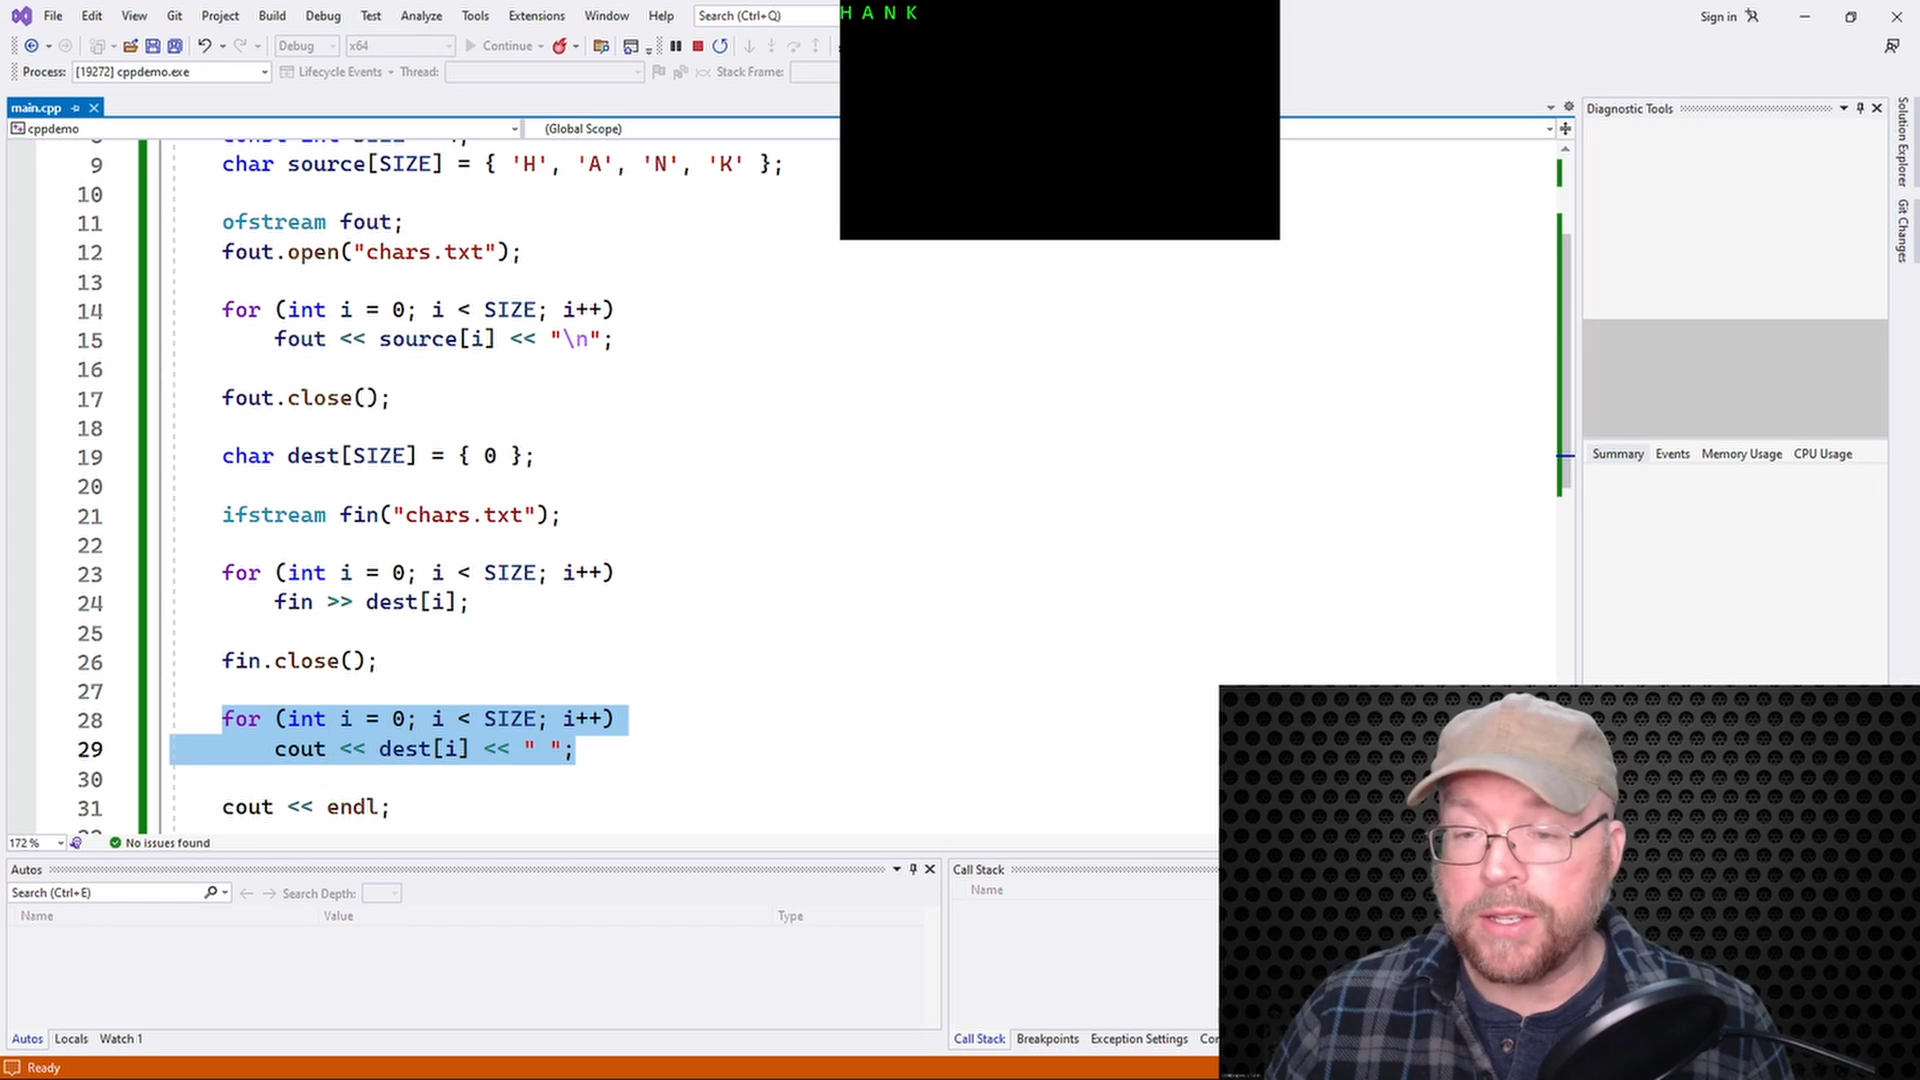 File Edit View Git Project Build Debug Test Analyze Tools Extensions Window Help Search (Ctrl+Q) Sign in
Debug x64 Continue
Process: [19272] cppdemo.exe Lifecycle Events Thread: Stack Frame:
H A N K
main.cpp
cppdemo (Global Scope)
9 char source[SIZE] = { 'H', 'A', 'N', 'K' };
10
11 ofstream fout;
12 fout.open("chars.txt");
13
14 for (int i = 0; i < SIZE; i++)
15 fout << source[i] << "\n";
16
17 fout.close();
18
19 char dest[SIZE] = { 0 };
20
21 ifstream fin("chars.txt");
22
23 for (int i = 0; i < SIZE; i++)
24 fin >> dest[i];
25
26 fin.close();
27
28 for (int i = 0; i < SIZE; i++)
29 cout << dest[i] << " ";
30
31 cout << endl;
172 % No issues found
Diagnostic Tools
Summary Events Memory Usage CPU Usage
Solution Explorer
Git Changes
Autos
Search (Ctrl+E) Search Depth:
Name Value Type
Autos Locals Watch 1
Call Stack
Name
Call Stack Breakpoints Exception Settings
Ready